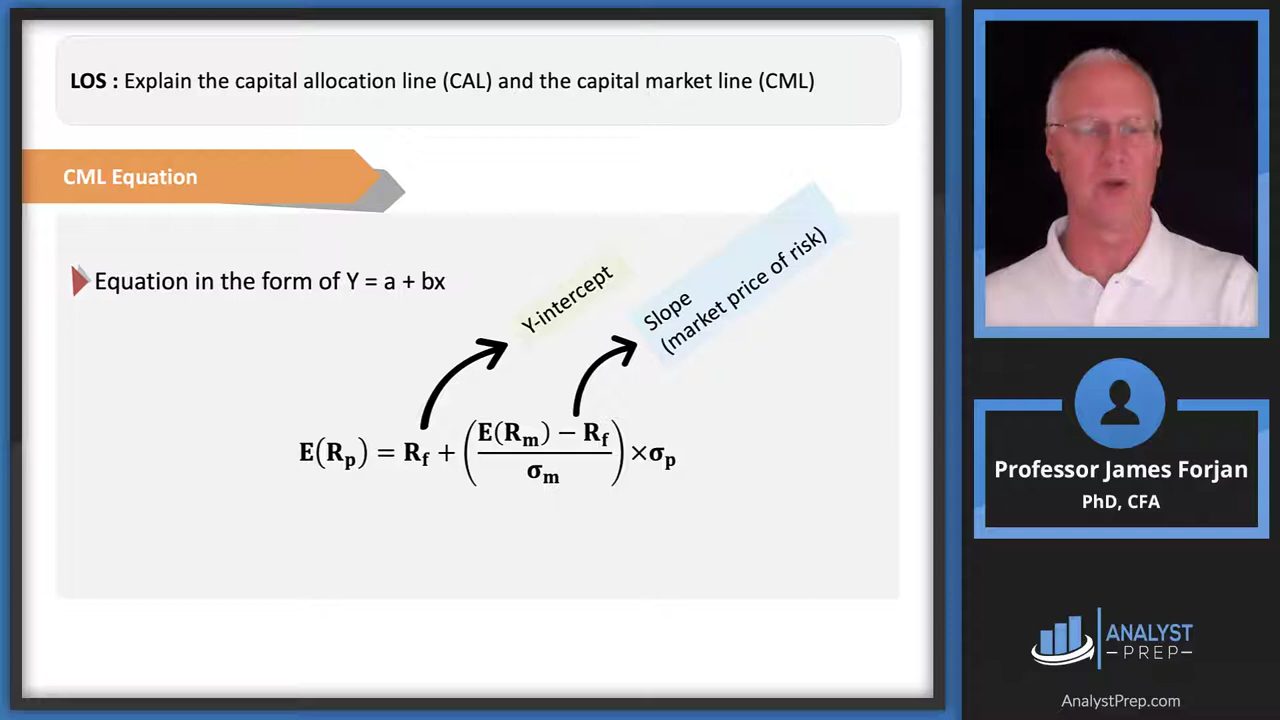 LOS : Explain the capital allocation line (CAL) and the capital market line (CML)
CML Equation
Equation in the form of Y = a + bx
Y-intercept
Slope
(market price of risk)
E(Rₚ) = R_f + ( (E(Rₘ) − R_f) / σₘ ) ×σₚ
Professor James Forjan
PhD, CFA
ANALYST
PREP
AnalystPrep.com